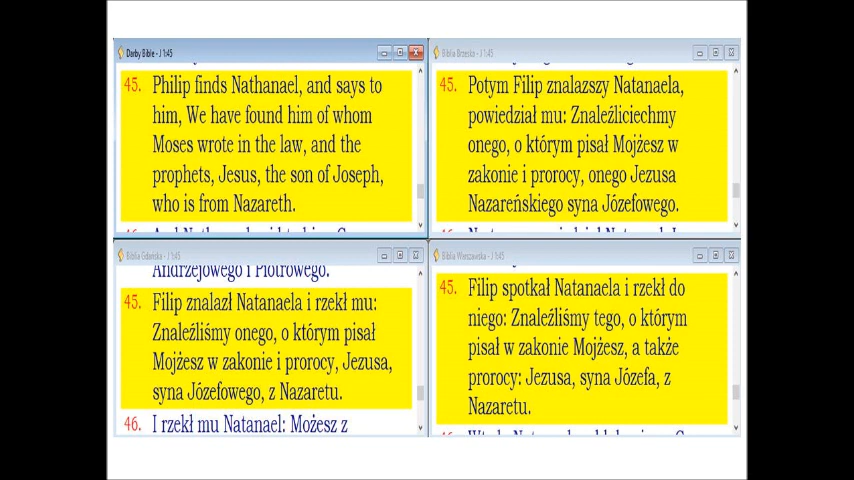 Darby Bible - J 1:45
45. Philip finds Nathanael, and says to
him, We have found him of whom
Moses wrote in the law, and the
prophets, Jesus, the son of Joseph,
who is from Nazareth.
Biblia Brzeska - J 1:45
45. Potym Filip znalazszy Natanaela,
powiedział mu: Znaleźliciechmy
onego, o którym pisał Mojżesz w
zakonie i prorocy, onego Jezusa
Nazareńskiego syna Józefowego.
Biblia Gdańska - J 1:45
Andrzejowego i Piotrowego.
45. Filip znalazł Natanaela i rzekł mu:
Znaleźliśmy onego, o którym pisał
Mojżesz w zakonie i prorocy, Jezusa,
syna Józefowego, z Nazaretu.
46. I rzekł mu Natanael: Możesz z
Biblia Warszawska - J 1:45
45. Filip spotkał Natanaela i rzekł do
niego: Znaleźliśmy tego, o którym
pisał w zakonie Mojżesz, a także
prorocy: Jezusa, syna Józefa, z
Nazaretu.